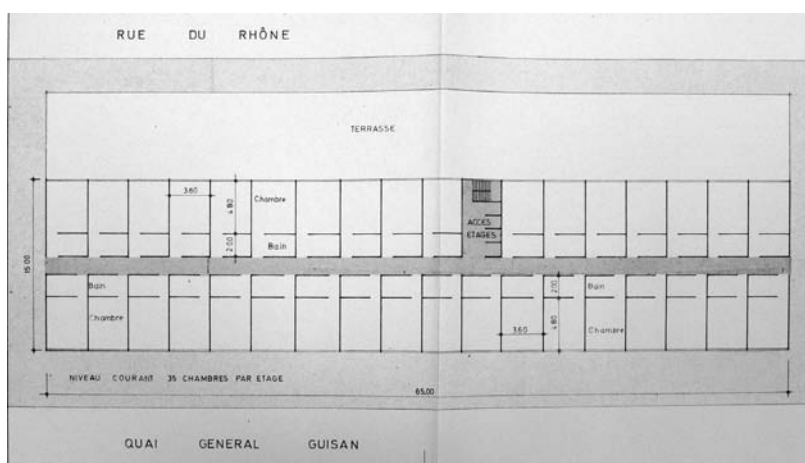 RUE DU RHÔNE
TERRASSE
3.60
4.80
Chambre
ACCES
ETAGES
2.00
Bain
15.00
Bain
Chambre
2.00
Bain
3.60
4.80
Chambre
NIVEAU COURANT 35 CHAMBRES PAR ETAGE
65.00
QUAI GENERAL GUISAN